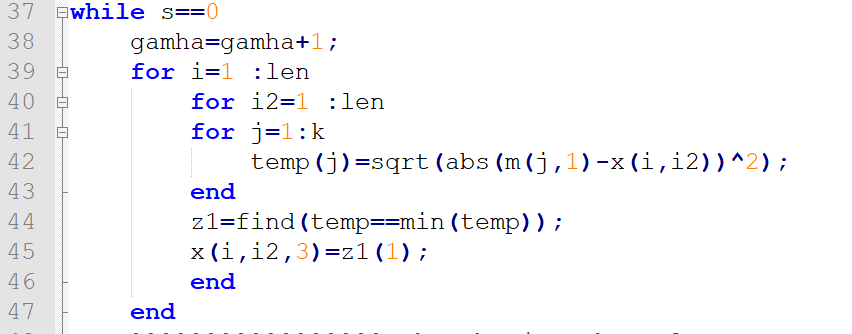 37 while s==0
38 gamha=gamha+1;
39 for i=1 :len
40 for i2=1 :len
41 for j=1:k
42 temp(j)=sqrt(abs(m(j,1)-x(i,i2))^2);
43 end
44 z1=find(temp==min(temp));
45 x(i,i2,3)=z1(1);
46 end
47 end